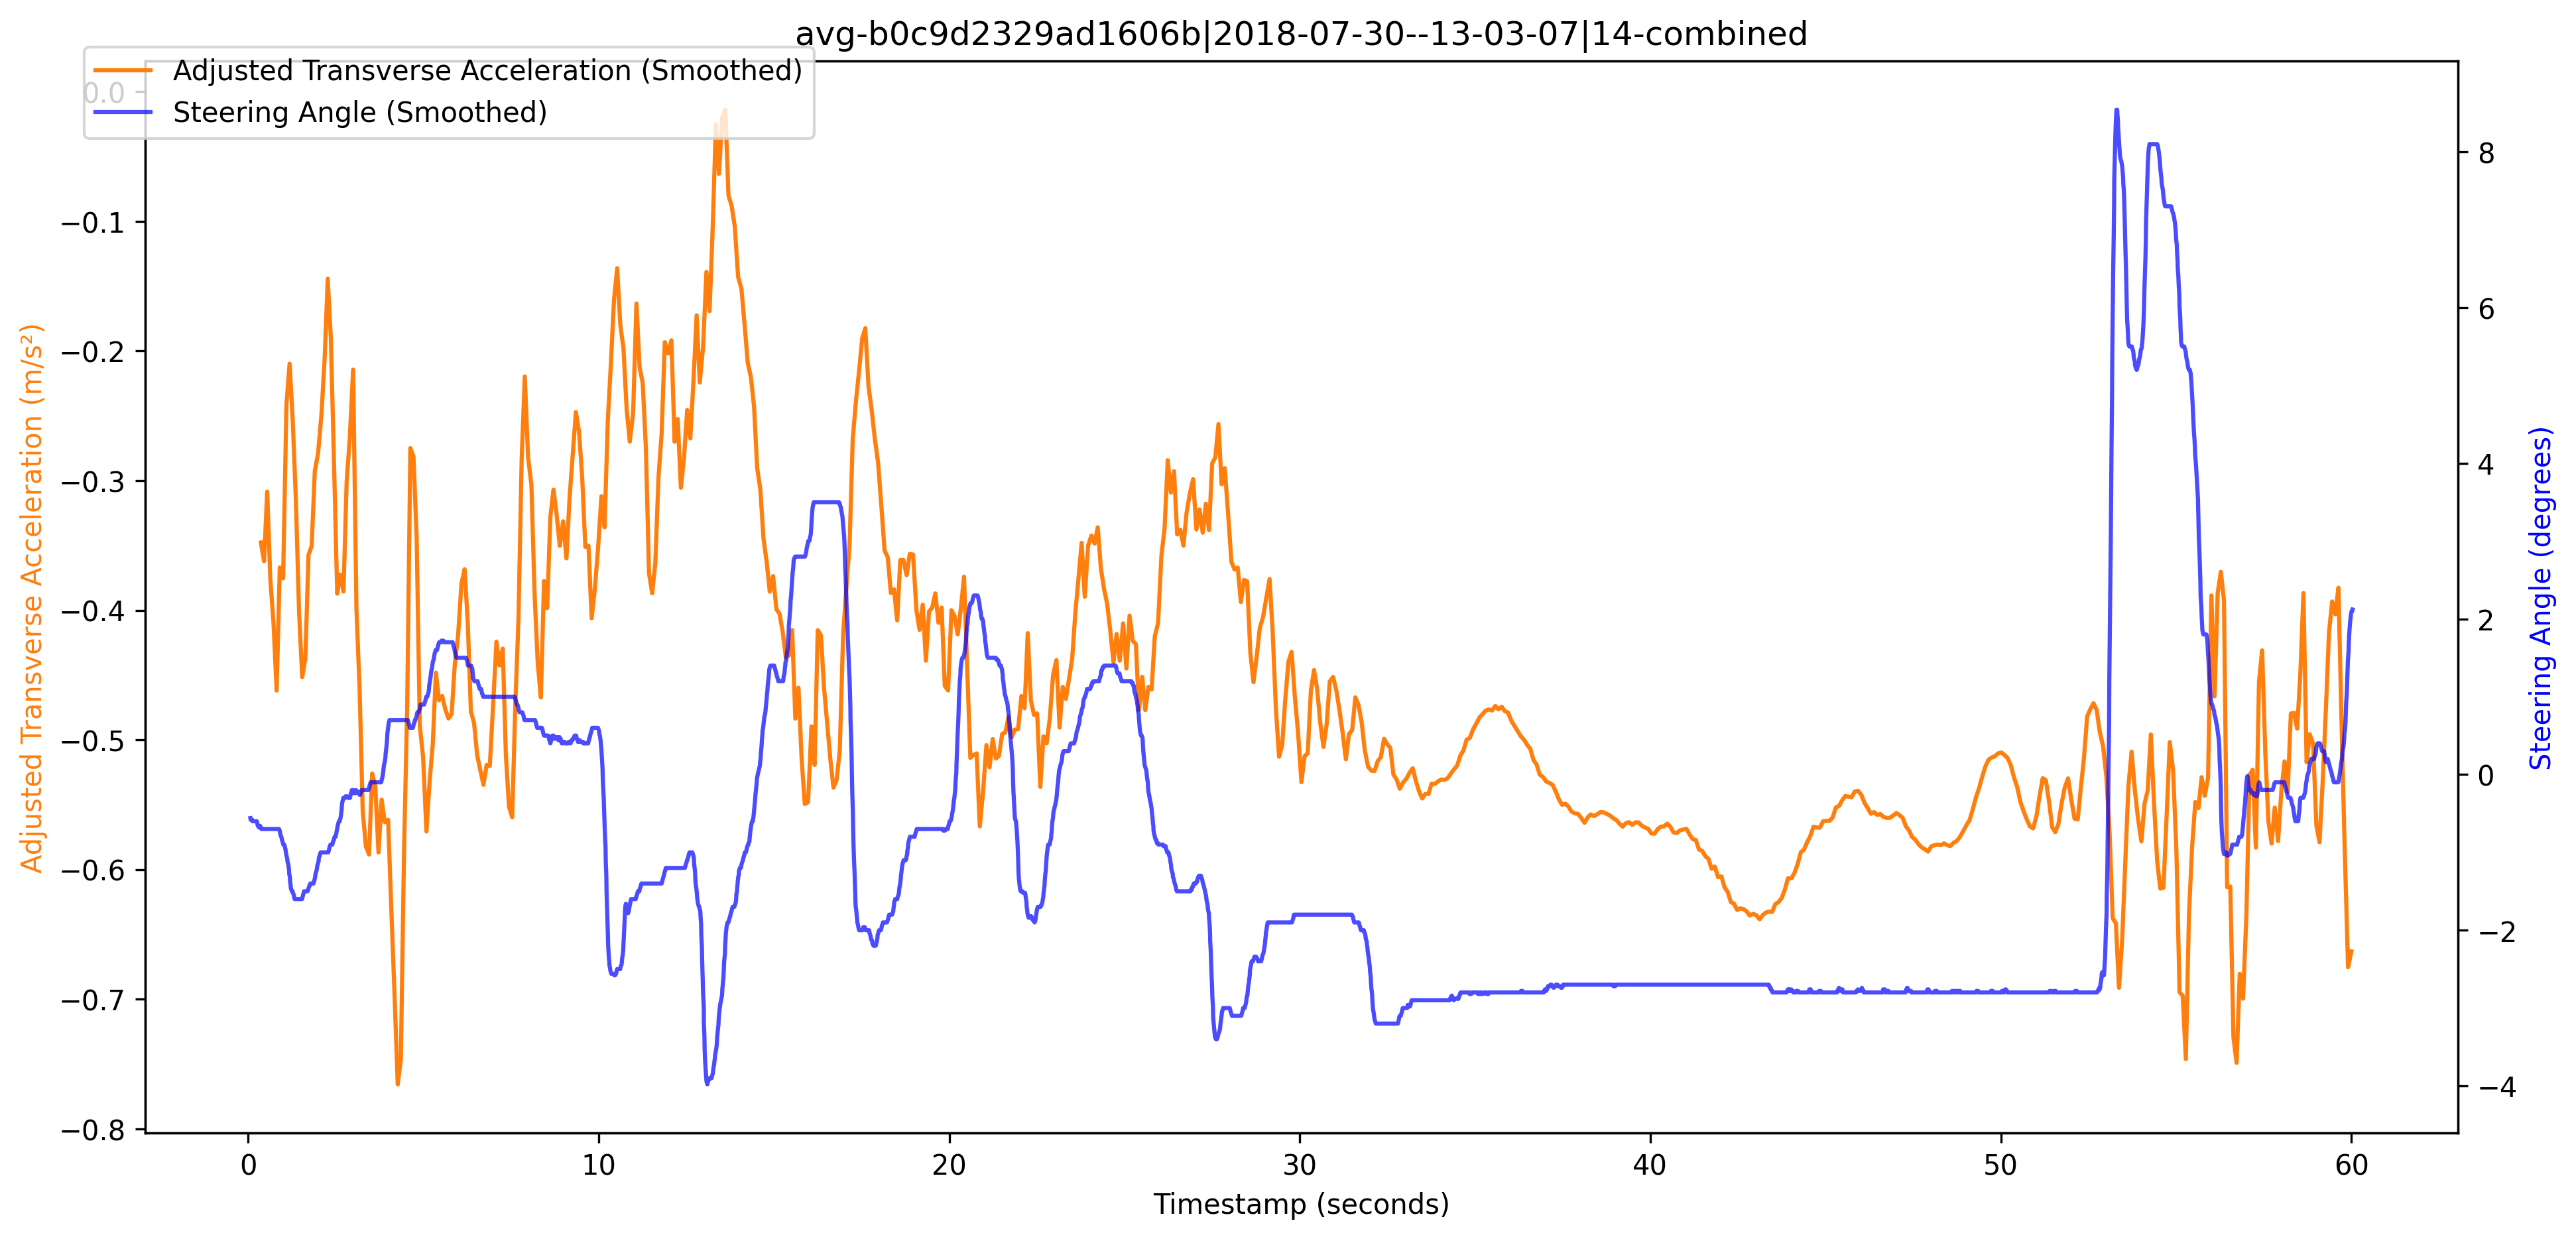 avg-b0c9d2329ad1606b|2018-07-30--13-03-07|14-combined
Adjusted Transverse Acceleration (Smoothed)
Steering Angle (Smoothed)
0.0
−0.1
−0.2
−0.3
−0.4
−0.5
−0.6
−0.7
−0.8
Adjusted Transverse Acceleration (m/s²)
8
6
4
2
0
−2
−4
Steering Angle (degrees)
0 10 20 30 40 50 60
Timestamp (seconds)